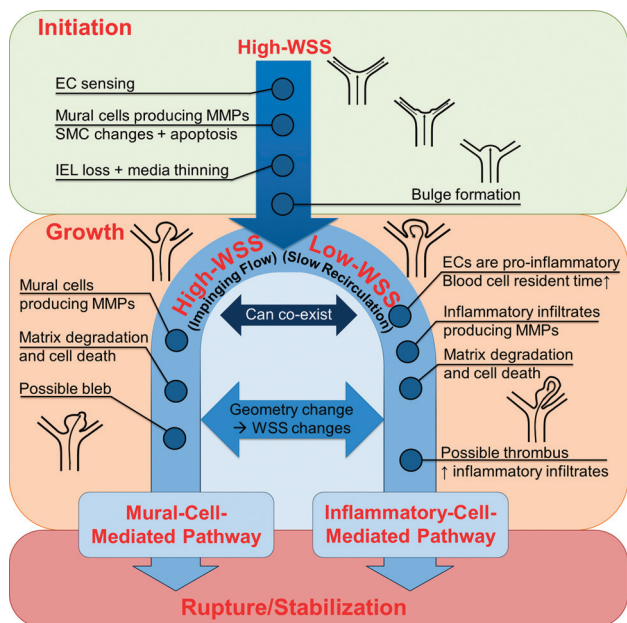 Initiation
High-WSS
EC sensing
Mural cells producing MMPs
SMC changes + apoptosis
IEL loss + media thinning
Bulge formation
Growth
High-WSS
(Impinging Flow)
Low-WSS
(Slow Recirculation)
Can co-exist
Mural cells
producing MMPs
Matrix degradation
and cell death
Possible bleb
ECs are pro-inflammatory
Blood cell resident time↑
Inflammatory infiltrates
producing MMPs
Matrix degradation
and cell death
Possible thrombus
↑ inflammatory infiltrates
Geometry change
→ WSS changes
Mural-Cell-
Mediated Pathway
Inflammatory-Cell-
Mediated Pathway
Rupture/Stabilization